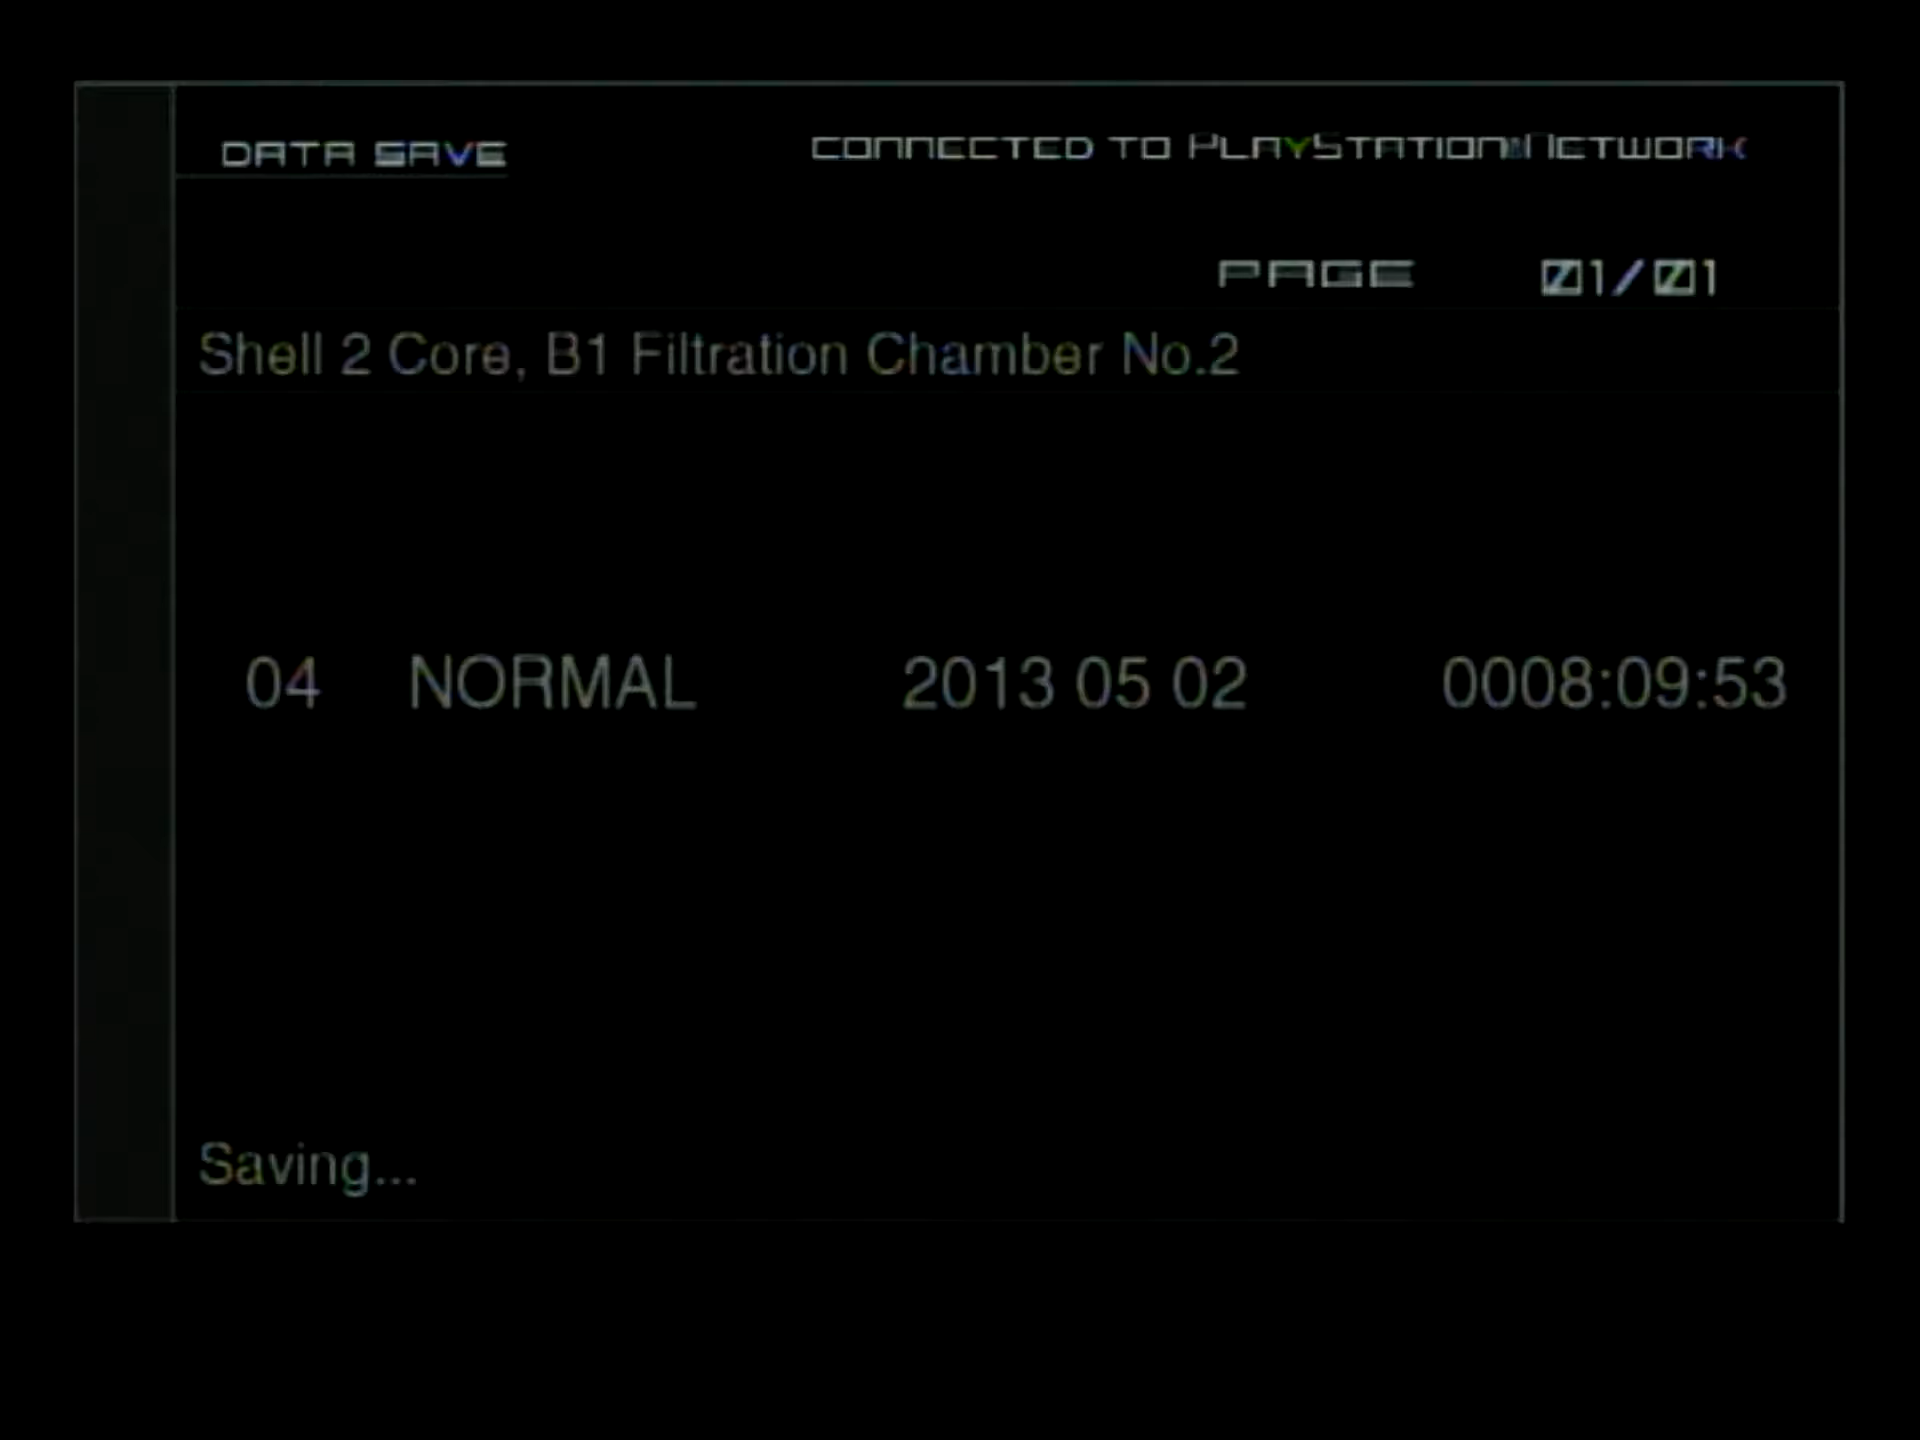 DATA SAVE
CONNECTED TO PLAYSTATION®NETWORK
PAGE 01/01
Shell 2 Core, B1 Filtration Chamber No.2
04 NORMAL 2013 05 02 0008:09:53
Saving...